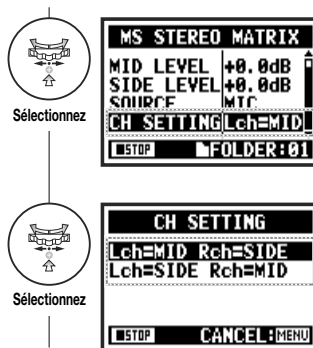 MS STEREO MATRIX
MID LEVEL +0.0dB
SIDE LEVEL +0.0dB
SOURCE MIC
CH SETTING Lch=MID
Sélectionnez
STOP FOLDER:01
CH SETTING
Lch=MID Rch=SIDE
Lch=SIDE Rch=MID
Sélectionnez
STOP CANCEL:MENU